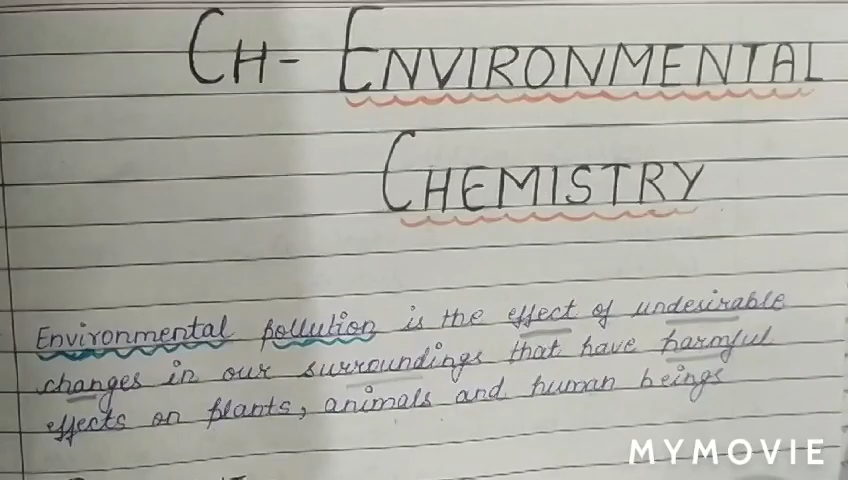 CH- ENVIRONMENTAL
CHEMISTRY
Environmental pollution is the effect of undesirable
changes in our surroundings that have harmful
effects on plants, animals and human beings
MYMOVIE